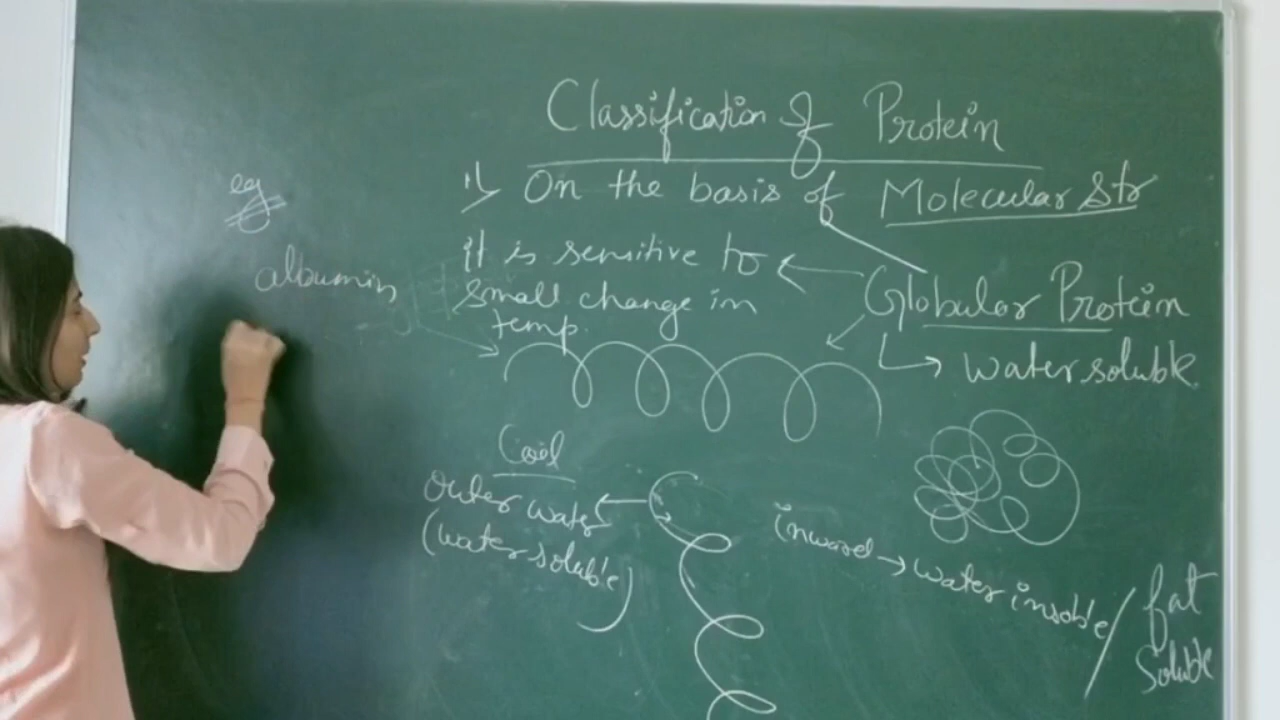 Classification of Protein
1) On the basis of Molecular Str
Globular Protein
it is sensitive to
small change in
temp.
water soluble
eg
albumin
Coil
outer water
(water soluble)
inward → water insoble / fat
soluble